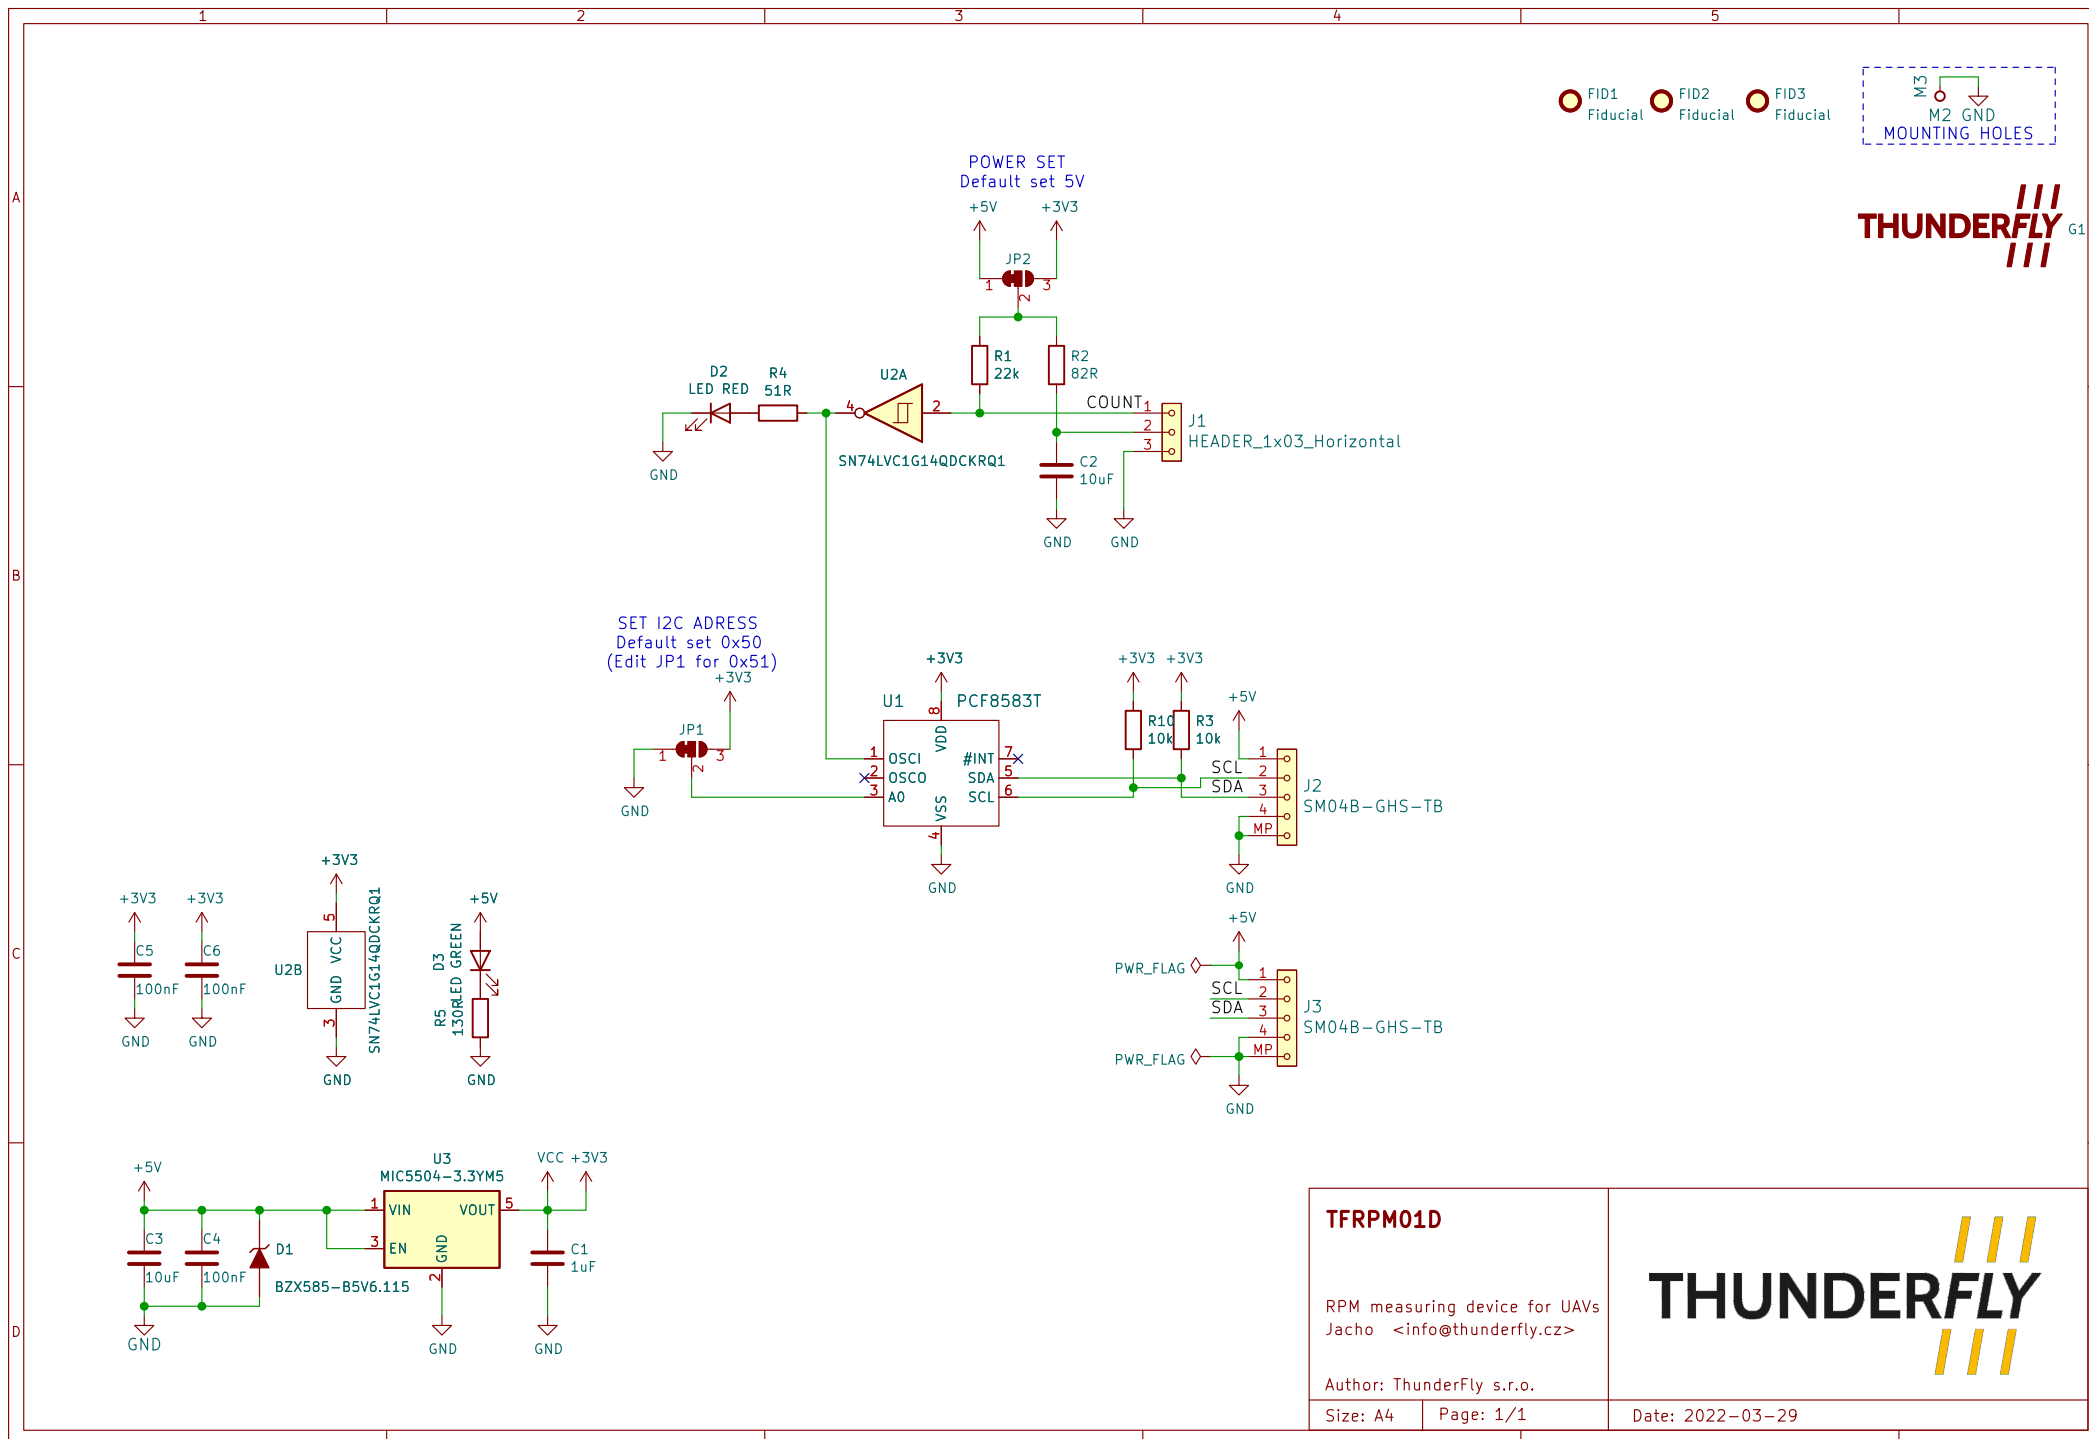 1 2 3 4 5
A
B
C
D
FID1
Fiducial
FID2
Fiducial
FID3
Fiducial
M3
M2 GND
MOUNTING HOLES
THUNDERFLY
G1
POWER SET
Default set 5V
+5V
+3V3
JP2
1
2
3
R1
22k
R2
82R
D2
LED RED
R4
51R
U2A
4
2
SN74LVC1G14QDCKRQ1
GND
COUNT
1
2
3
J1
HEADER_1x03_Horizontal
C2
10uF
GND
GND
SET I2C ADRESS
Default set 0x50
(Edit JP1 for 0x51)
+3V3
JP1
1
2
3
GND
+3V3
U1
PCF8583T
8
VDD
1
OSCI
2
OSCO
3
A0
#INT
7
SDA
5
SCL
6
VSS
4
GND
+3V3
+3V3
R10
10k
R3
10k
+5V
SCL
SDA
1
2
3
4
MP
J2
SM04B-GHS-TB
GND
+5V
PWR_FLAG
SCL
SDA
PWR_FLAG
1
2
3
4
MP
J3
SM04B-GHS-TB
GND
+3V3
C5
100nF
GND
+3V3
C6
100nF
GND
+3V3
5
VCC
GND
3
U2B
SN74LVC1G14QDCKRQ1
GND
+5V
D3
LED GREEN
R5
130R
GND
+5V
C3
10uF
C4
100nF
D1
BZX585-B5V6.115
GND
U3
MIC5504-3.3YM5
1
VIN
3
EN
VOUT
5
GND
2
GND
VCC
+3V3
C1
1uF
GND
TFRPM01D
RPM measuring device for UAVs
Jacho <info@thunderfly.cz>
Author: ThunderFly s.r.o.
Size: A4
Page: 1/1
Date: 2022-03-29
THUNDERFLY